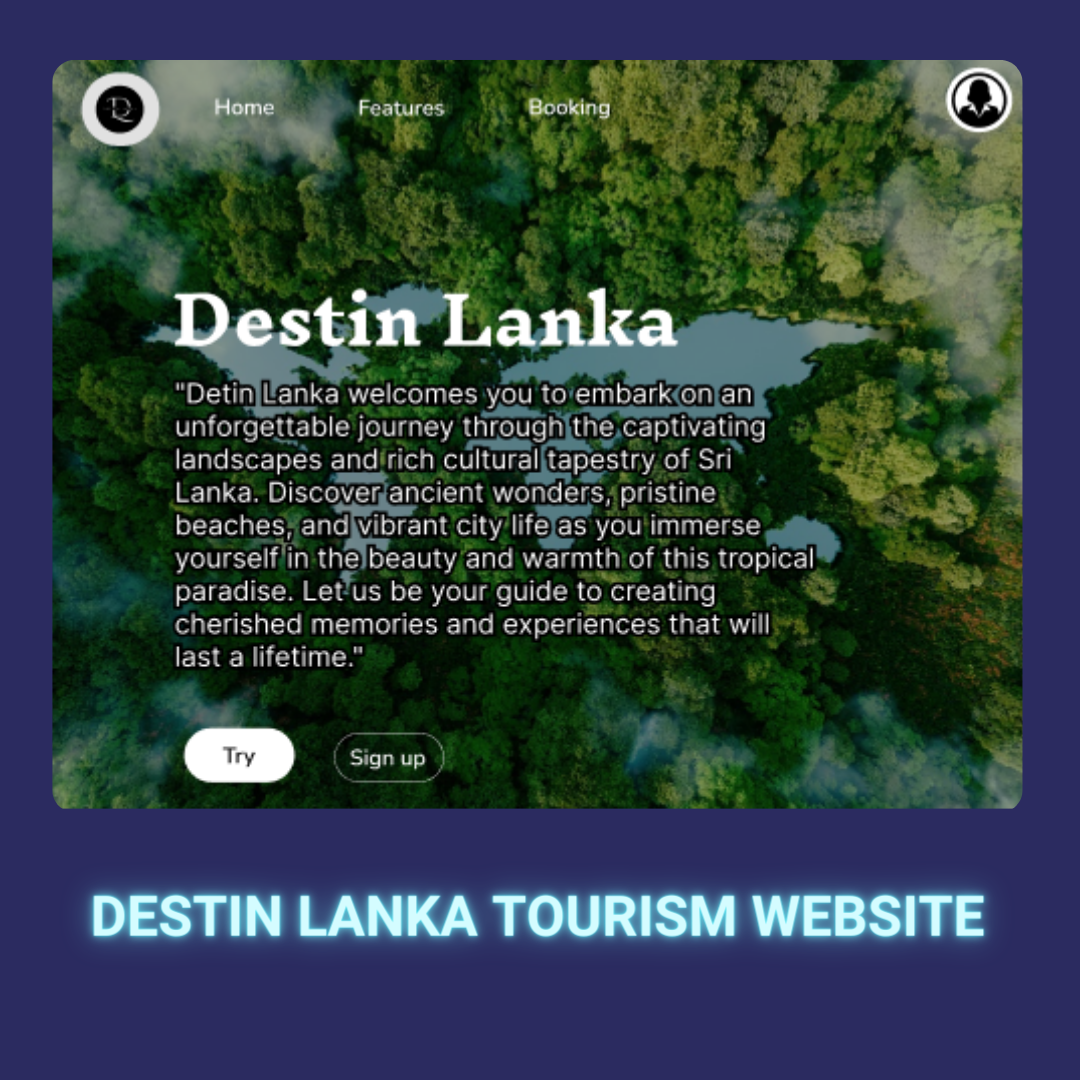 Home Features Booking
Destin Lanka
"Detin Lanka welcomes you to embark on an
unforgettable journey through the captivating
landscapes and rich cultural tapestry of Sri
Lanka. Discover ancient wonders, pristine
beaches, and vibrant city life as you immerse
yourself in the beauty and warmth of this tropical
paradise. Let us be your guide to creating
cherished memories and experiences that will
last a lifetime."
Try Sign up
DESTIN LANKA TOURISM WEBSITE